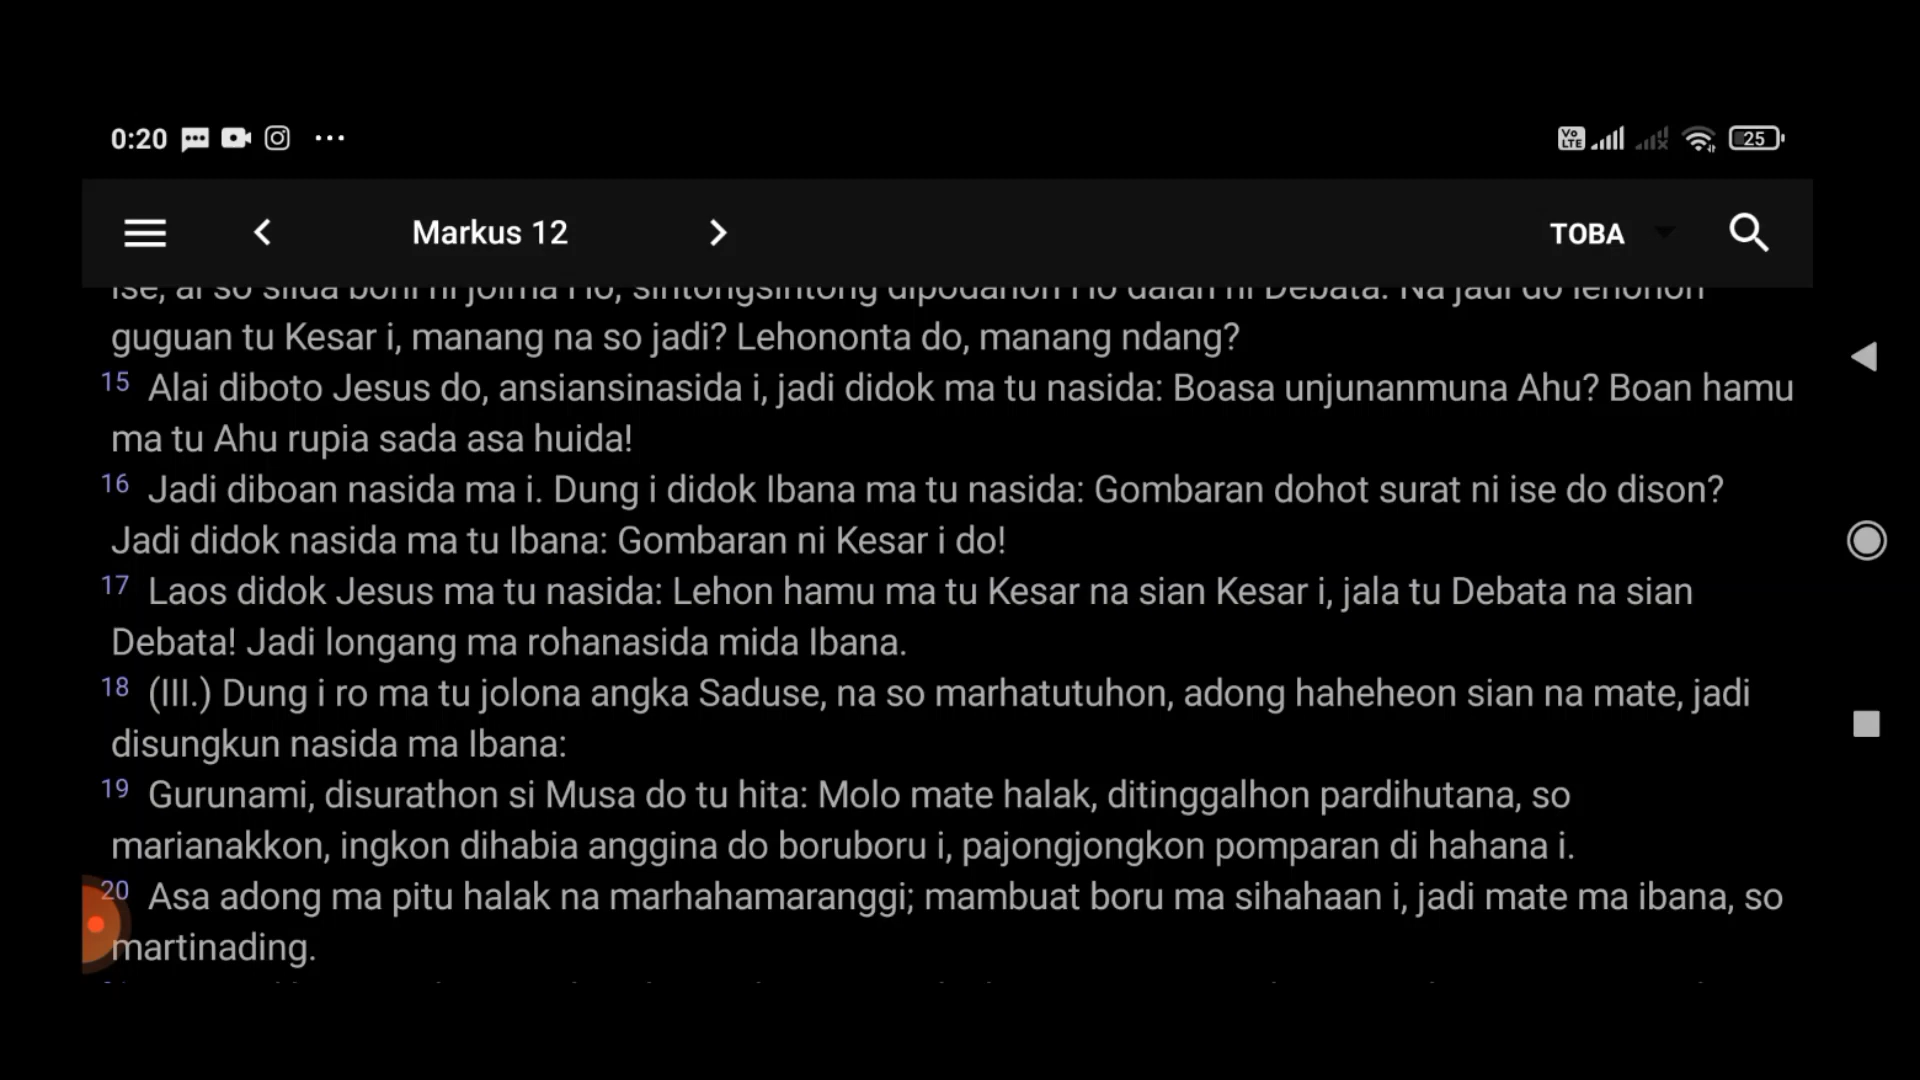 0:20
Vo LTE 25
Markus 12
TOBA
guguan tu Kesar i, manang na so jadi? Lehononta do, manang ndang?
15 Alai diboto Jesus do, ansiansinasida i, jadi didok ma tu nasida: Boasa unjunanmuna Ahu? Boan hamu
ma tu Ahu rupia sada asa huida!
16 Jadi diboan nasida ma i. Dung i didok Ibana ma tu nasida: Gombaran dohot surat ni ise do dison?
Jadi didok nasida ma tu Ibana: Gombaran ni Kesar i do!
17 Laos didok Jesus ma tu nasida: Lehon hamu ma tu Kesar na sian Kesar i, jala tu Debata na sian
Debata! Jadi longang ma rohanasida mida Ibana.
18 (III.) Dung i ro ma tu jolona angka Saduse, na so marhatutuhon, adong haheheon sian na mate, jadi
disungkun nasida ma Ibana:
19 Gurunami, disurathon si Musa do tu hita: Molo mate halak, ditinggalhon pardihutana, so
marianakkon, ingkon dihabia anggina do boruboru i, pajongjongkon pomparan di hahana i.
20 Asa adong ma pitu halak na marhahamaranggi; mambuat boru ma sihahaan i, jadi mate ma ibana, so
martinading.